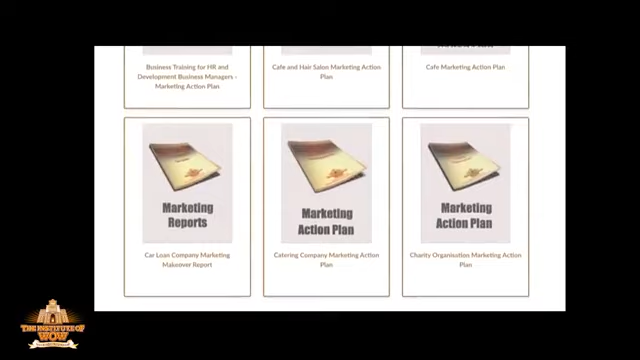 Business Training for HR and
Development Business Managers -
Marketing Action Plan
Cafe and Hair Salon Marketing Action
Plan
Cafe Marketing Action Plan
Marketing
Reports
Car Loan Company Marketing
Makeover Report
Marketing
Action Plan
Catering Company Marketing Action
Plan
Marketing
Action Plan
Charity Organisation Marketing Action
Plan
THE INSTITUTE OF
WOW